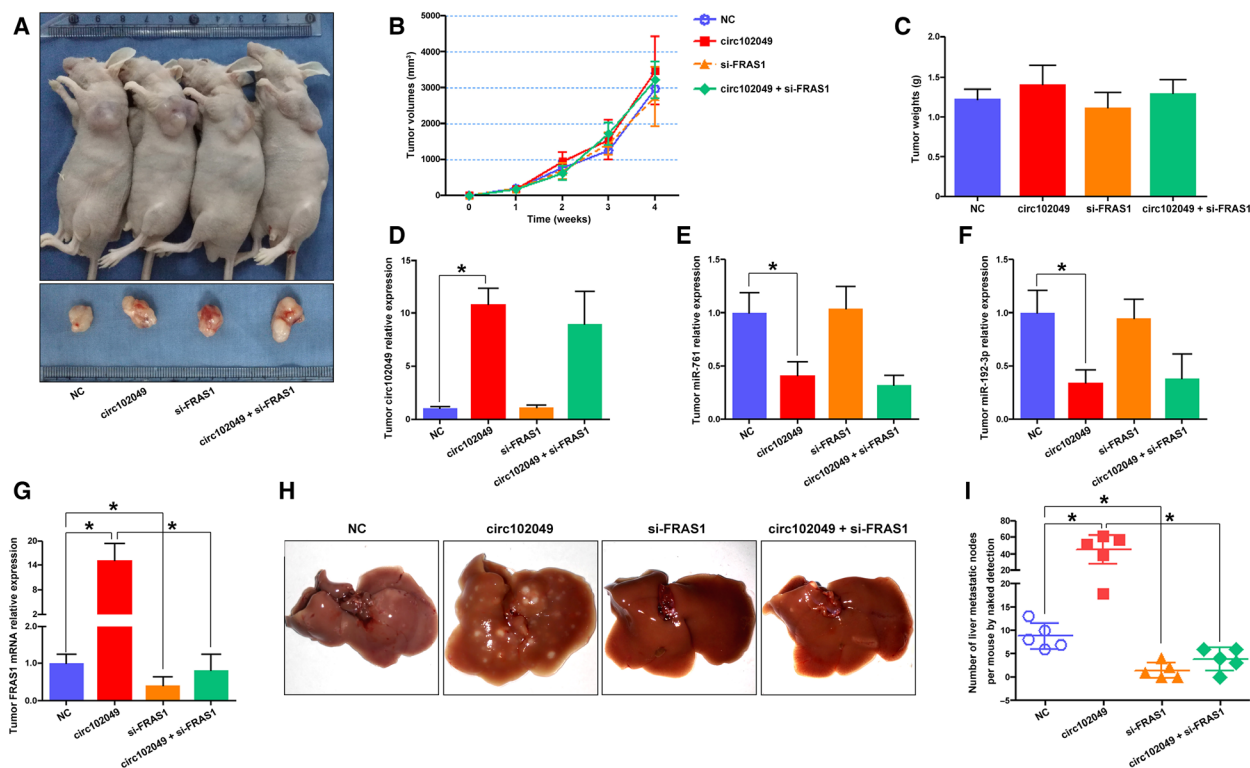 A
NC
circ102049
si-FRAS1
circ102049 + si-FRAS1
B
Tumor volumes (mm³)
5000
4000
3000
2000
1000
0
0 1 2 3 4
Time (weeks)
NC
circ102049
si-FRAS1
circ102049 + si-FRAS1
C
Tumor weights (g)
2.0
1.5
1.0
0.5
0.0
NC circ102049 si-FRAS1 circ102049 + si-FRAS1
D
Tumor circ102049 relative expression
15
10
5
0
*
NC
circ102049
si-FRAS1
circ102049 + si-FRAS1
E
Tumor miR-761 relative expression
1.5
1.0
0.5
0.0
*
NC
circ102049
si-FRAS1
circ102049 + si-FRAS1
F
Tumor miR-192-3p relative expression
1.5
1.0
0.5
0.0
*
NC
circ102049
si-FRAS1
circ102049 + si-FRAS1
G
Tumor FRAS1 mRNA relative expression
20
14
8
2
2.0
1.0
0.0
*
* *
NC
circ102049
si-FRAS1
circ102049 + si-FRAS1
H
NC circ102049 si-FRAS1 circ102049 + si-FRAS1
I
Number of liver metastatic nodes
per mouse by naked detection
80
60
40
20
20
15
10
5
0
−5
*
* *
NC
circ102049
si-FRAS1
circ102049 + si-FRAS1